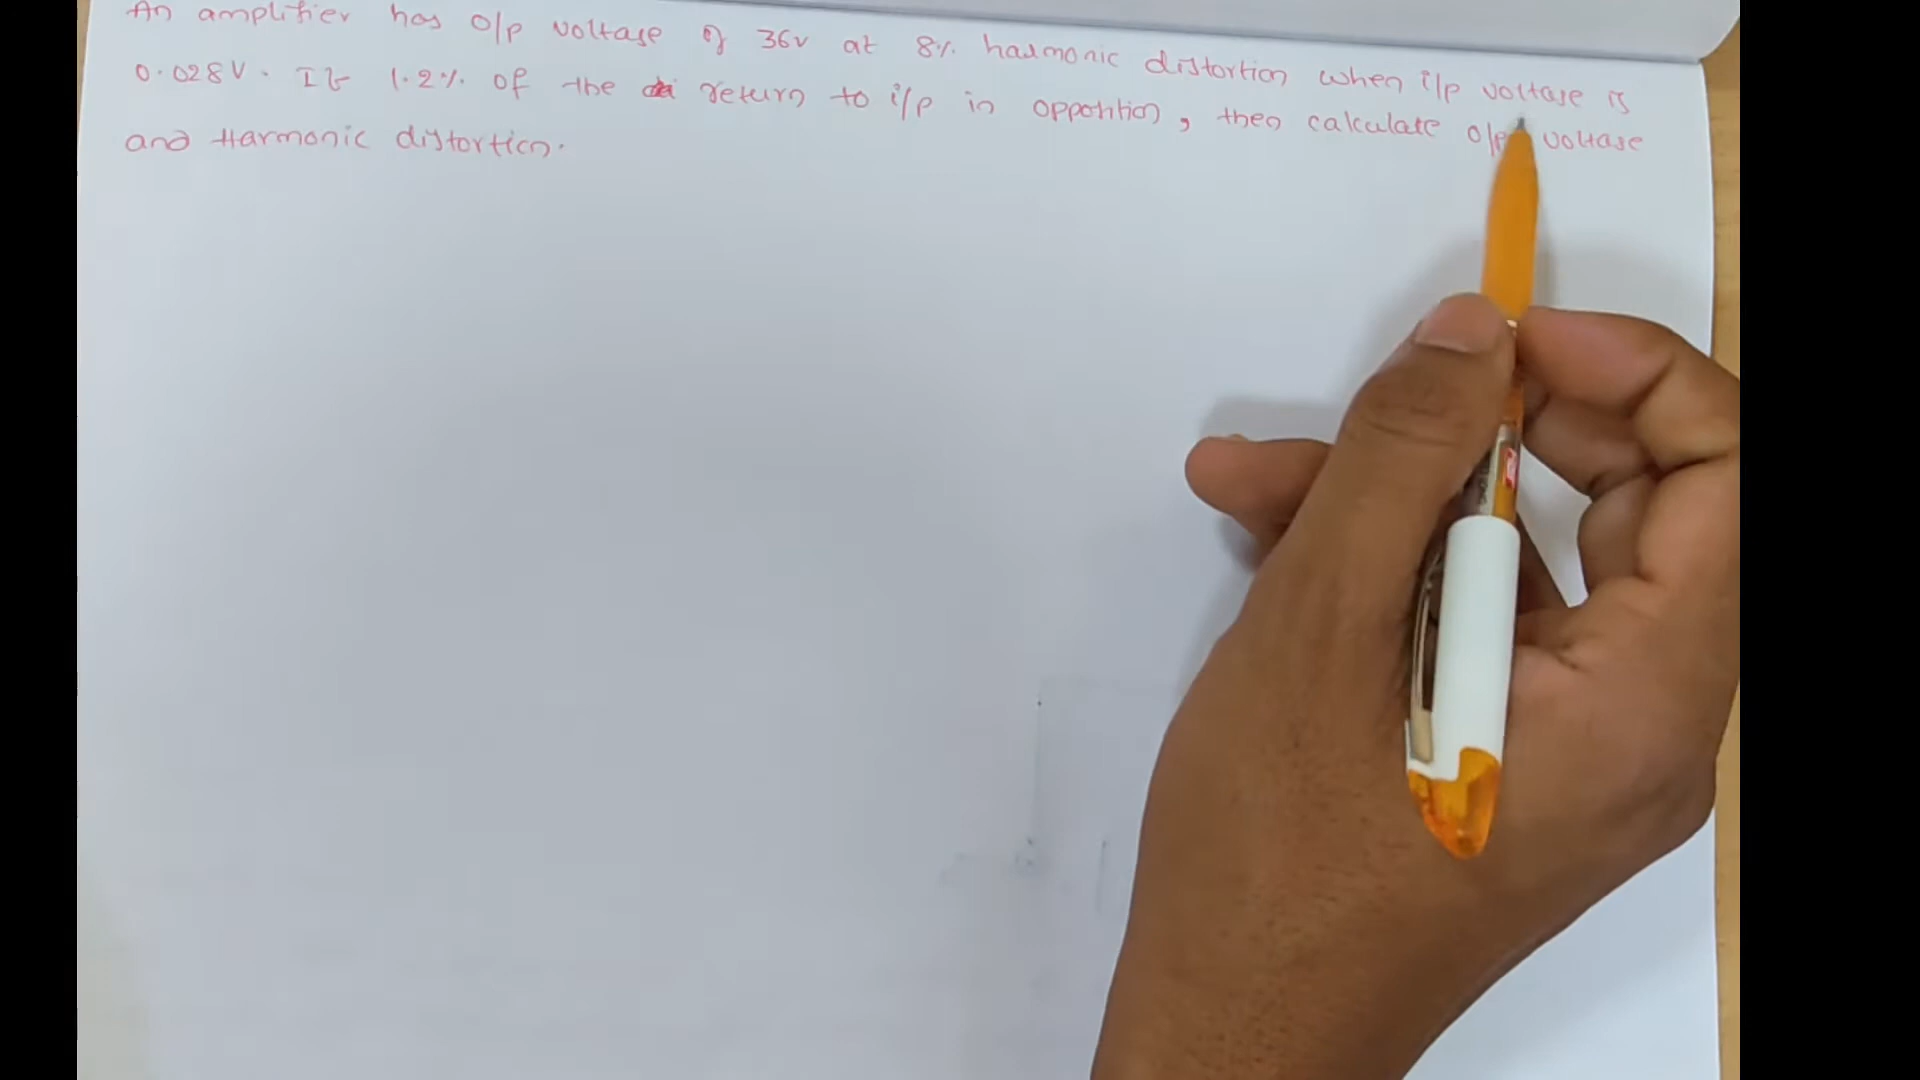 An amplifier has o/p voltage of 36v at 8% harmonic distortion when i/p voltage is
0.028V. If 1.2% of the return to i/p in opposition, then calculate o/p voltage
and Harmonic distortion.